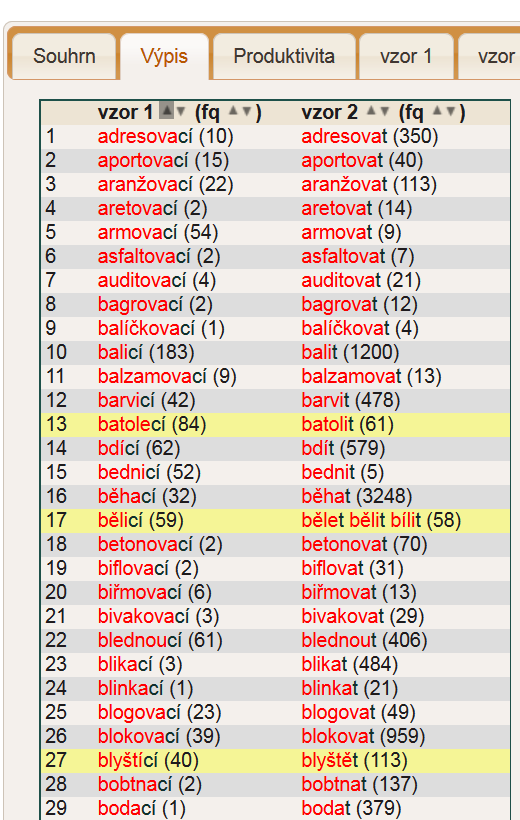 Souhrn Výpis Produktivita vzor 1 vzor
vzor 1 ▲▼ (fq ▲▼) vzor 2 ▲▼ (fq ▲▼)
1 adresovací (10) adresovat (350)
2 aportovací (15) aportovat (40)
3 aranžovací (22) aranžovat (113)
4 aretovací (2) aretovat (14)
5 armovací (54) armovat (9)
6 asfaltovací (2) asfaltovat (7)
7 auditovací (4) auditovat (21)
8 bagrovací (2) bagrovat (12)
9 balíčkovací (1) balíčkovat (4)
10 balicí (183) balit (1200)
11 balzamovací (9) balzamovat (13)
12 barvicí (42) barvit (478)
13 batolecí (84) batolit (61)
14 bdící (62) bdít (579)
15 bednicí (52) bednit (5)
16 běhací (32) běhat (3248)
17 bělicí (59) bělet bělit bílit (58)
18 betonovací (2) betonovat (70)
19 biflovací (2) biflovat (31)
20 biřmovací (6) biřmovat (13)
21 bivakovací (3) bivakovat (29)
22 blednoucí (61) blednout (406)
23 blikací (3) blikat (484)
24 blinkací (1) blinkat (21)
25 blogovací (23) blogovat (49)
26 blokovací (39) blokovat (959)
27 blyštící (40) blyštět (113)
28 bobtnací (2) bobtnat (137)
29 bodací (1) bodat (379)